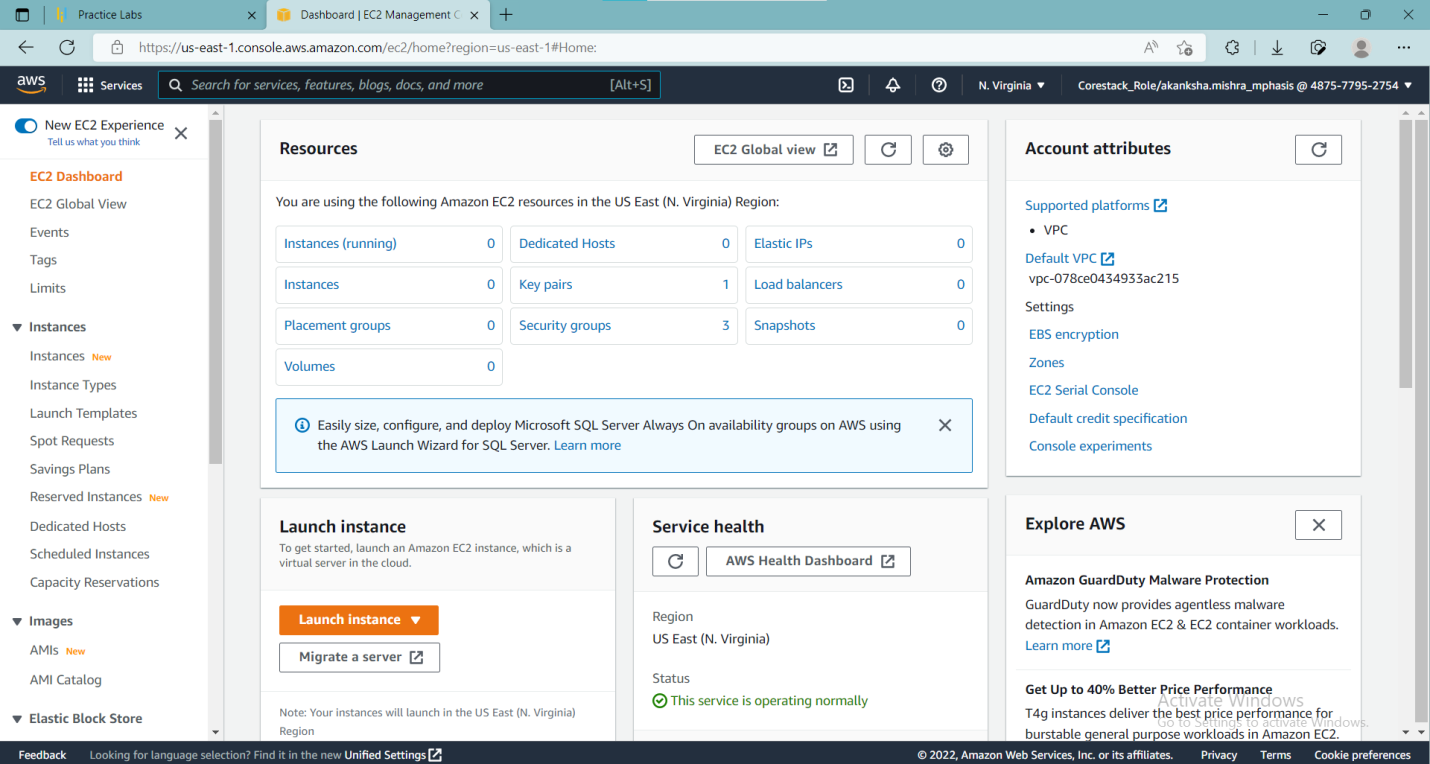 Practice Labs
Dashboard | EC2 Management C
https://us-east-1.console.aws.amazon.com/ec2/home?region=us-east-1#Home:
aws
Services
Search for services, features, blogs, docs, and more
[Alt+S]
N. Virginia ▼
Corestack_Role/akanksha.mishra_mphasis @ 4875-7795-2754 ▼
New EC2 Experience
Tell us what you think
EC2 Dashboard
EC2 Global View
Events
Tags
Limits
Instances
Instances New
Instance Types
Launch Templates
Spot Requests
Savings Plans
Reserved Instances New
Dedicated Hosts
Scheduled Instances
Capacity Reservations
Images
AMIs New
AMI Catalog
Elastic Block Store
Resources
EC2 Global view
You are using the following Amazon EC2 resources in the US East (N. Virginia) Region:
Instances (running) 0
Dedicated Hosts 0
Elastic IPs 0
Instances 0
Key pairs 1
Load balancers 0
Placement groups 0
Security groups 3
Snapshots 0
Volumes 0
Easily size, configure, and deploy Microsoft SQL Server Always On availability groups on AWS using
the AWS Launch Wizard for SQL Server. Learn more
Launch instance
To get started, launch an Amazon EC2 instance, which is a
virtual server in the cloud.
Launch instance ▼
Migrate a server
Note: Your instances will launch in the US East (N. Virginia)
Region
Service health
AWS Health Dashboard
Region
US East (N. Virginia)
Status
This service is operating normally
Account attributes
Supported platforms
• VPC
Default VPC
vpc-078ce0434933ac215
Settings
EBS encryption
Zones
EC2 Serial Console
Default credit specification
Console experiments
Explore AWS
Amazon GuardDuty Malware Protection
GuardDuty now provides agentless malware
detection in Amazon EC2 & EC2 container workloads.
Learn more
Get Up to 40% Better Price Performance
T4g instances deliver the best price performance for
burstable general purpose workloads in Amazon EC2.
Activate Windows
Go to Settings to activate Windows.
Feedback
Looking for language selection? Find it in the new Unified Settings
© 2022, Amazon Web Services, Inc. or its affiliates.
Privacy
Terms
Cookie preferences